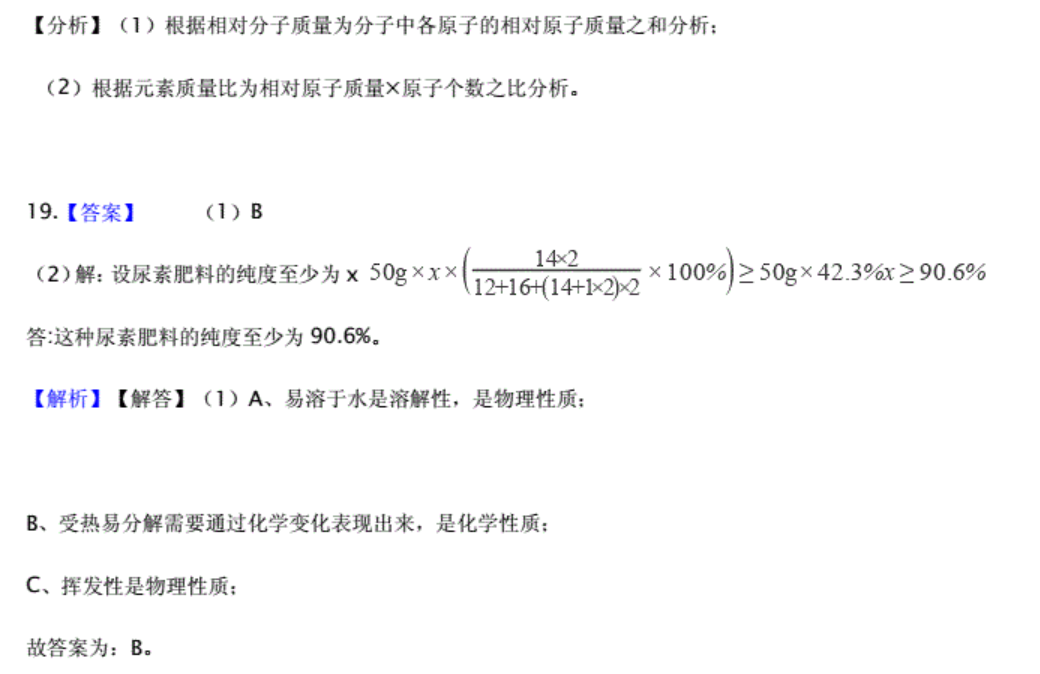 【分析】（1）根据相对分子质量为分子中各原子的相对原子质量之和分析；
（2）根据元素质量比为相对原子质量×原子个数之比分析。
19.【答案】 （1）B
（2）解：设尿素肥料的纯度至少为 x 50g×x×(14×2/12+16+(14+1×2)×2 ×100%)≥50g×42.3%x≥90.6%
答:这种尿素肥料的纯度至少为 90.6%。
【解析】【解答】（1）A、易溶于水是溶解性，是物理性质；
B、受热易分解需要通过化学变化表现出来，是化学性质；
C、挥发性是物理性质；
故答案为：B。